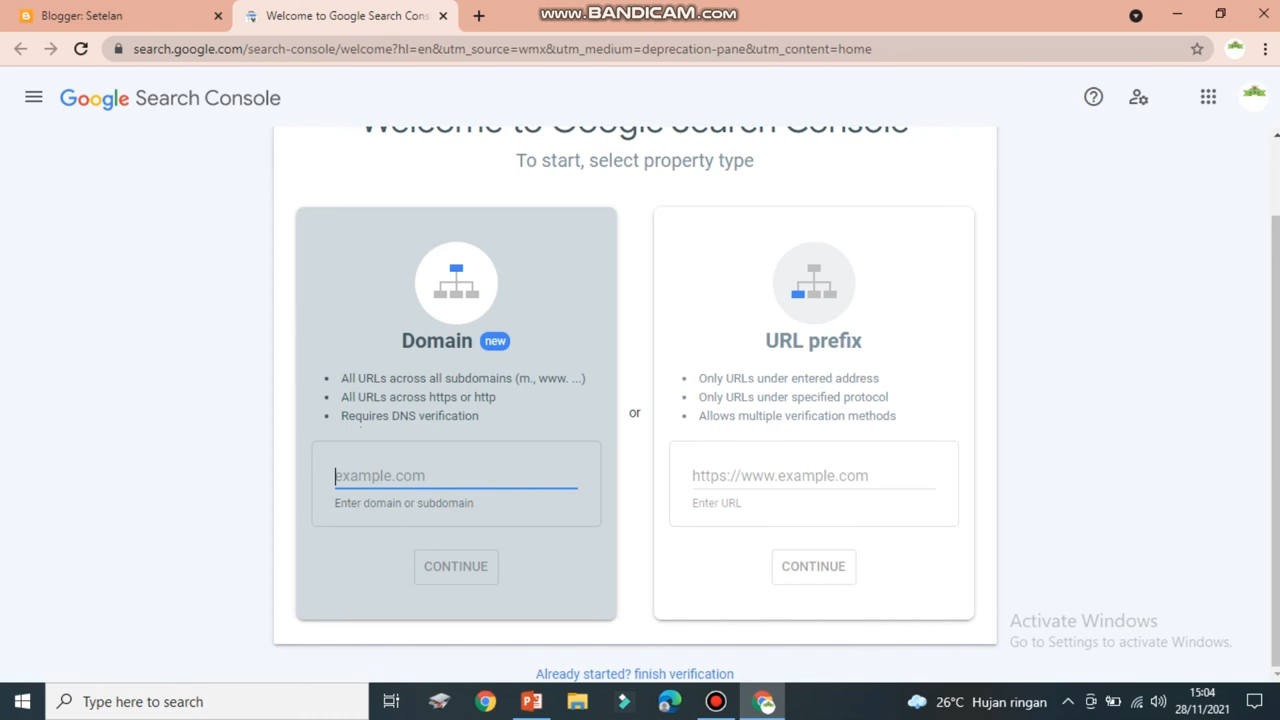 Blogger: Setelan
Welcome to Google Search Cons
www.BANDICAM.com
search.google.com/search-console/welcome?hl=en&utm_source=wmx&utm_medium=deprecation-pane&utm_content=home
Google Search Console
Welcome to Google Search Console
To start, select property type
Domain new
All URLs across all subdomains (m., www. ...)
All URLs across https or http
Requires DNS verification
example.com
Enter domain or subdomain
CONTINUE
or
URL prefix
Only URLs under entered address
Only URLs under specified protocol
Allows multiple verification methods
https://www.example.com
Enter URL
CONTINUE
Already started? finish verification
Activate Windows
Go to Settings to activate Windows.
Type here to search
26°C Hujan ringan
15:04
28/11/2021